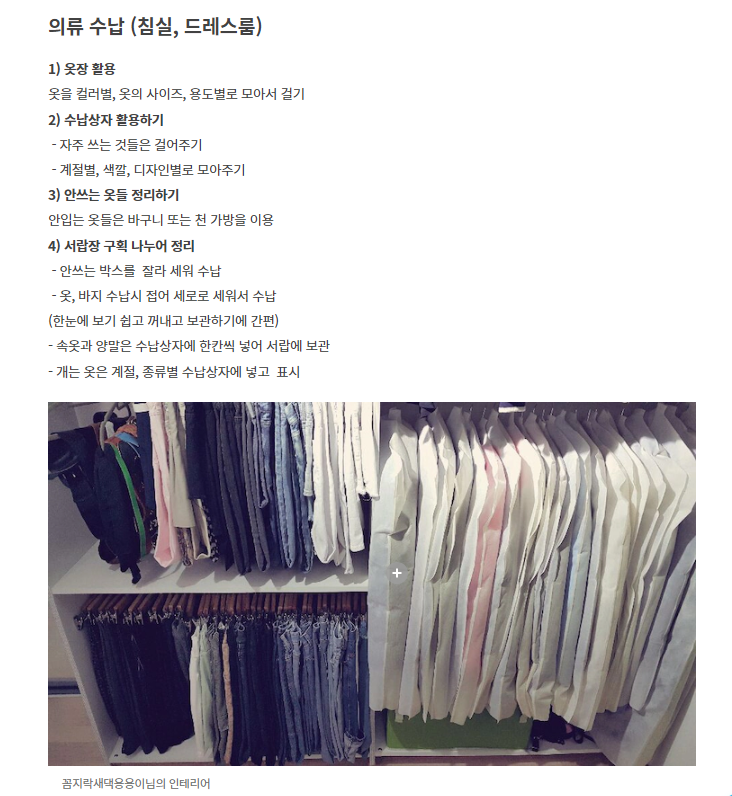 의류 수납 (침실, 드레스룸)
1) 옷장 활용
옷을 컬러별, 옷의 사이즈, 용도별로 모아서 걸기
2) 수납상자 활용하기
- 자주 쓰는 것들은 걸어주기
- 계절별, 색깔, 디자인별로 모아주기
3) 안쓰는 옷들 정리하기
안입는 옷들은 바구니 또는 천 가방을 이용
4) 서랍장 구획 나누어 정리
- 안쓰는 박스를  잘라 세워 수납
- 옷, 바지 수납시 접어 세로로 세워서 수납
(한눈에 보기 쉽고 꺼내고 보관하기에 간편)
- 속옷과 양말은 수납상자에 한칸씩 넣어 서랍에 보관
- 개는 옷은 계절, 종류별 수납상자에 넣고  표시
꼼지락새댁응용이님의 인테리어